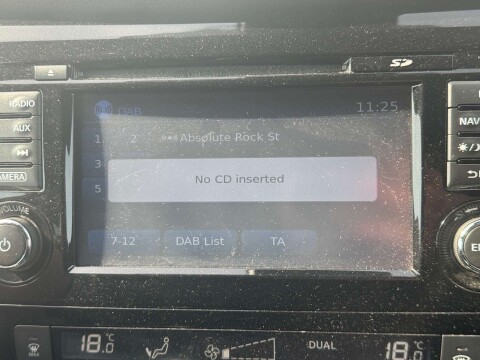 SD
RADIO
AUX
CAMERA
VOLUME
DAB
11:25
1
2
Absolute Rock St
3
No CD inserted
5
7-12
DAB List
TA
NAV
18.0 °C
DUAL
18.0 °C